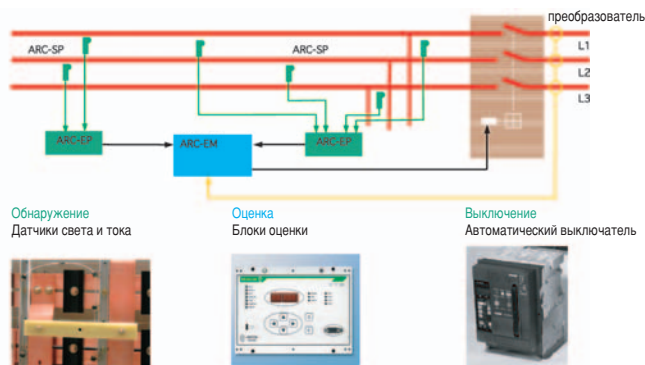 преобразователь
L1
ARC-SP
ARC-SP
L2
L3
ARC-EP
ARC-EM
ARC-EP
Обнаружение
Датчики света и тока
Оценка
Блоки оценки
Выключение
Автоматический выключатель